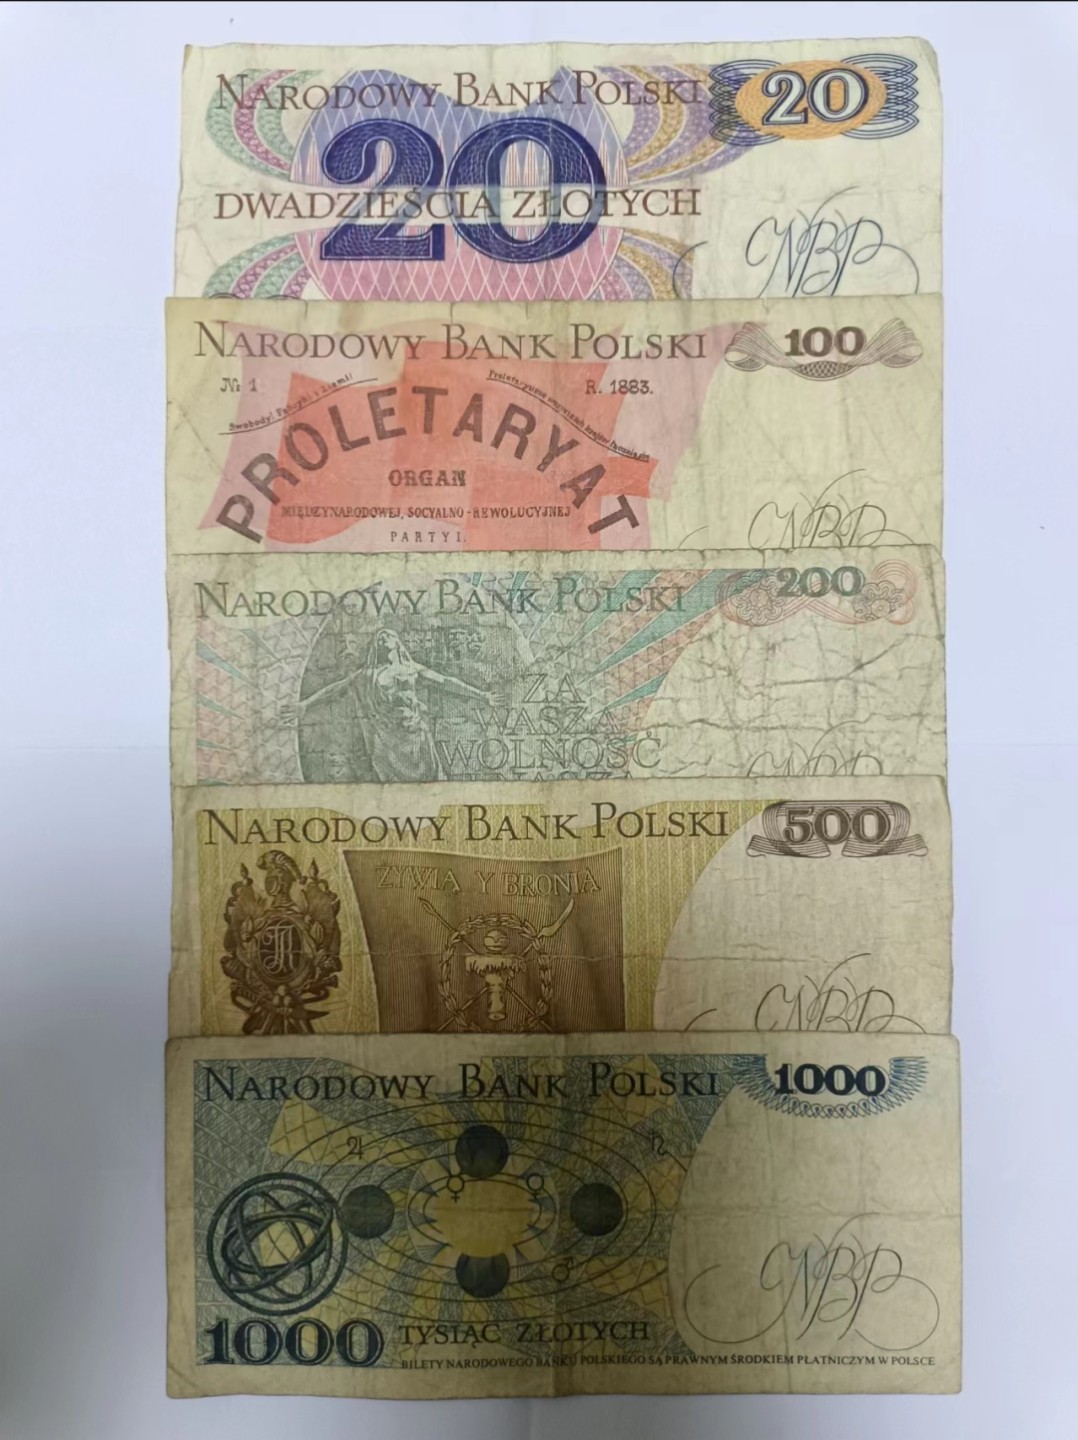 NARODOWY BANK POLSKI 20
20
DWADZIEŚCIA ZŁOTYCH
NBP
NARODOWY BANK POLSKI 100
№ 1 R. 1883.
PROLETARYAT
ORGAN
MIĘDZYNARODOWEJ, SOCYALNO-REWOLUCYJNEJ
PARTYI.
NBP
NARODOWY BANK POLSKI 200
ZA
WASZĄ
WOLNOŚĆ
I NASZĄ
NARODOWY BANK POLSKI 500
ŻYWIĄ Y BRONIĄ
NBP
NARODOWY BANK POLSKI 1000
NBP
1000 TYSIĄC ZŁOTYCH
BILETY NARODOWEGO BANKU POLSKIEGO SĄ PRAWNYM ŚRODKIEM PŁATNICZYM W POLSCE